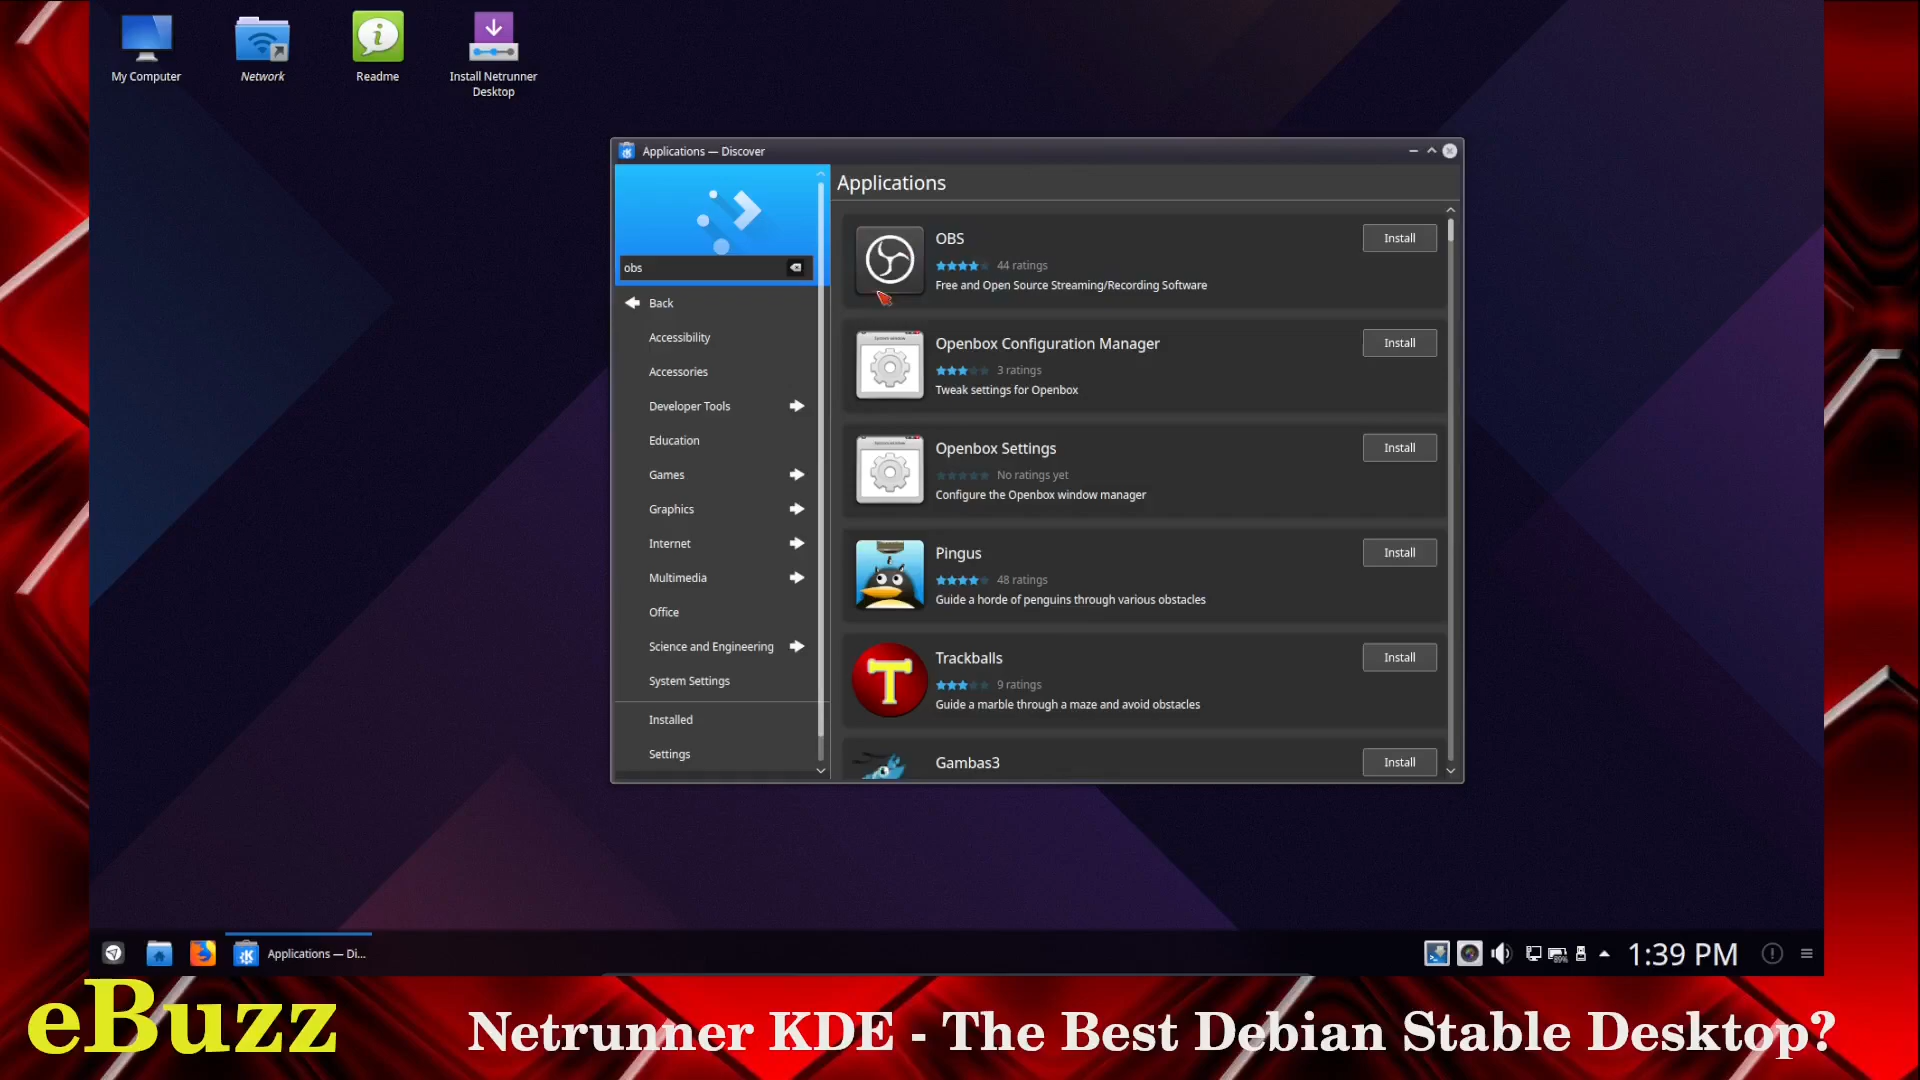 My Computer
Network
Readme
Install Netrunner
Desktop
Applications — Discover
obs
Back
Accessibility
Accessories
Developer Tools
Education
Games
Graphics
Internet
Multimedia
Office
Science and Engineering
System Settings
Installed
Settings
Applications
OBS
Install
44 ratings
Free and Open Source Streaming/Recording Software
Openbox Configuration Manager
Install
3 ratings
Tweak settings for Openbox
Openbox Settings
Install
No ratings yet
Configure the Openbox window manager
Pingus
Install
48 ratings
Guide a horde of penguins through various obstacles
T
Trackballs
Install
9 ratings
Guide a marble through a maze and avoid obstacles
Gambas3
Install
Applications — Di...
89%
1:39 PM
eBuzz
Netrunner KDE - The Best Debian Stable Desktop?